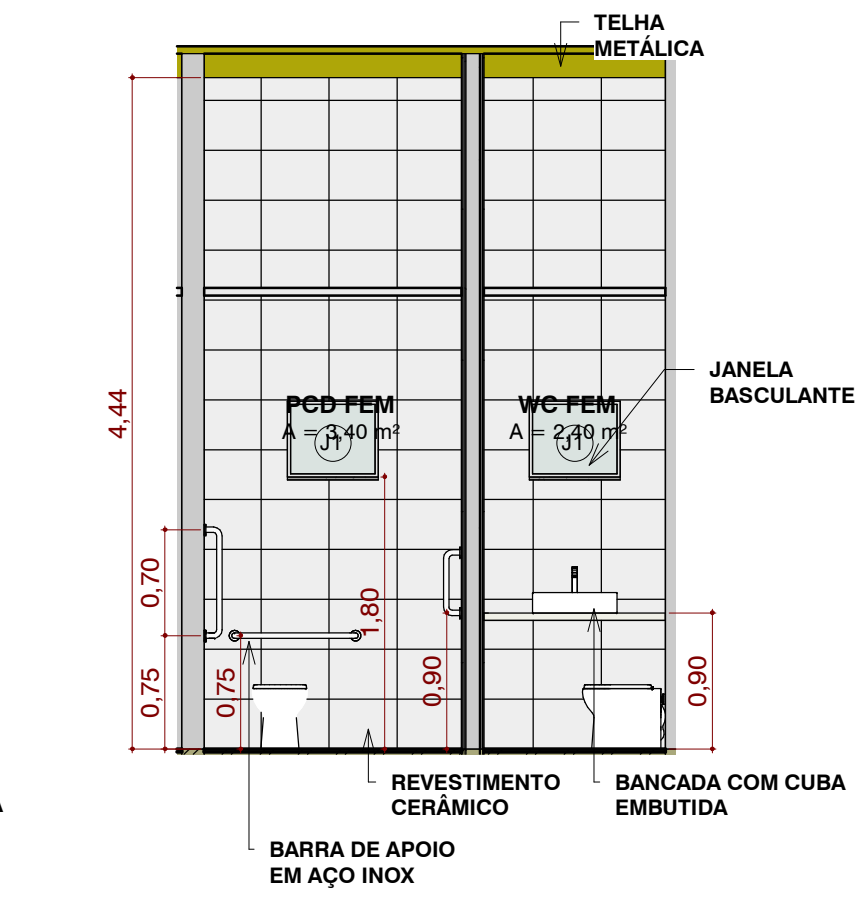 TELHA
METÁLICA
4,44
JANELA
BASCULANTE
PCD FEM
A = 3,40 m²
J1
WC FEM
A = 2,40 m²
J1
0,70
1,80
0,75
0,75
0,90
0,90
REVESTIMENTO
CERÂMICO
BANCADA COM CUBA
EMBUTIDA
A
BARRA DE APOIO
EM AÇO INOX